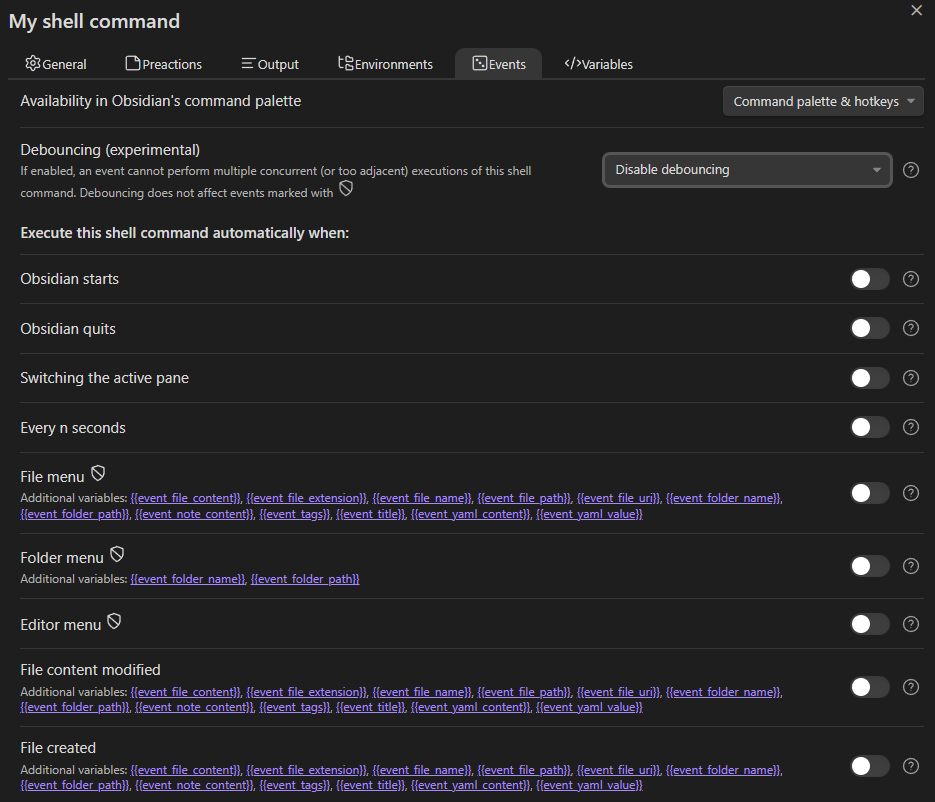 My shell command
General Preactions Output Environments Events Variables
Availability in Obsidian's command palette
Command palette & hotkeys
Debouncing (experimental)
If enabled, an event cannot perform multiple concurrent (or too adjacent) executions of this shell
command. Debouncing does not affect events marked with
Disable debouncing
Execute this shell command automatically when:
Obsidian starts
Obsidian quits
Switching the active pane
Every n seconds
File menu
Additional variables: {{event_file_content}}, {{event_file_extension}}, {{event_file_name}}, {{event_file_path}}, {{event_file_uri}}, {{event_folder_name}},
{{event_folder_path}}, {{event_note_content}}, {{event_tags}}, {{event_title}}, {{event_yaml_content}}, {{event_yaml_value}}
Folder menu
Additional variables: {{event_folder_name}}, {{event_folder_path}}
Editor menu
File content modified
Additional variables: {{event_file_content}}, {{event_file_extension}}, {{event_file_name}}, {{event_file_path}}, {{event_file_uri}}, {{event_folder_name}},
{{event_folder_path}}, {{event_note_content}}, {{event_tags}}, {{event_title}}, {{event_yaml_content}}, {{event_yaml_value}}
File created
Additional variables: {{event_file_content}}, {{event_file_extension}}, {{event_file_name}}, {{event_file_path}}, {{event_file_uri}}, {{event_folder_name}},
{{event_folder_path}}, {{event_note_content}}, {{event_tags}}, {{event_title}}, {{event_yaml_content}}, {{event_yaml_value}}